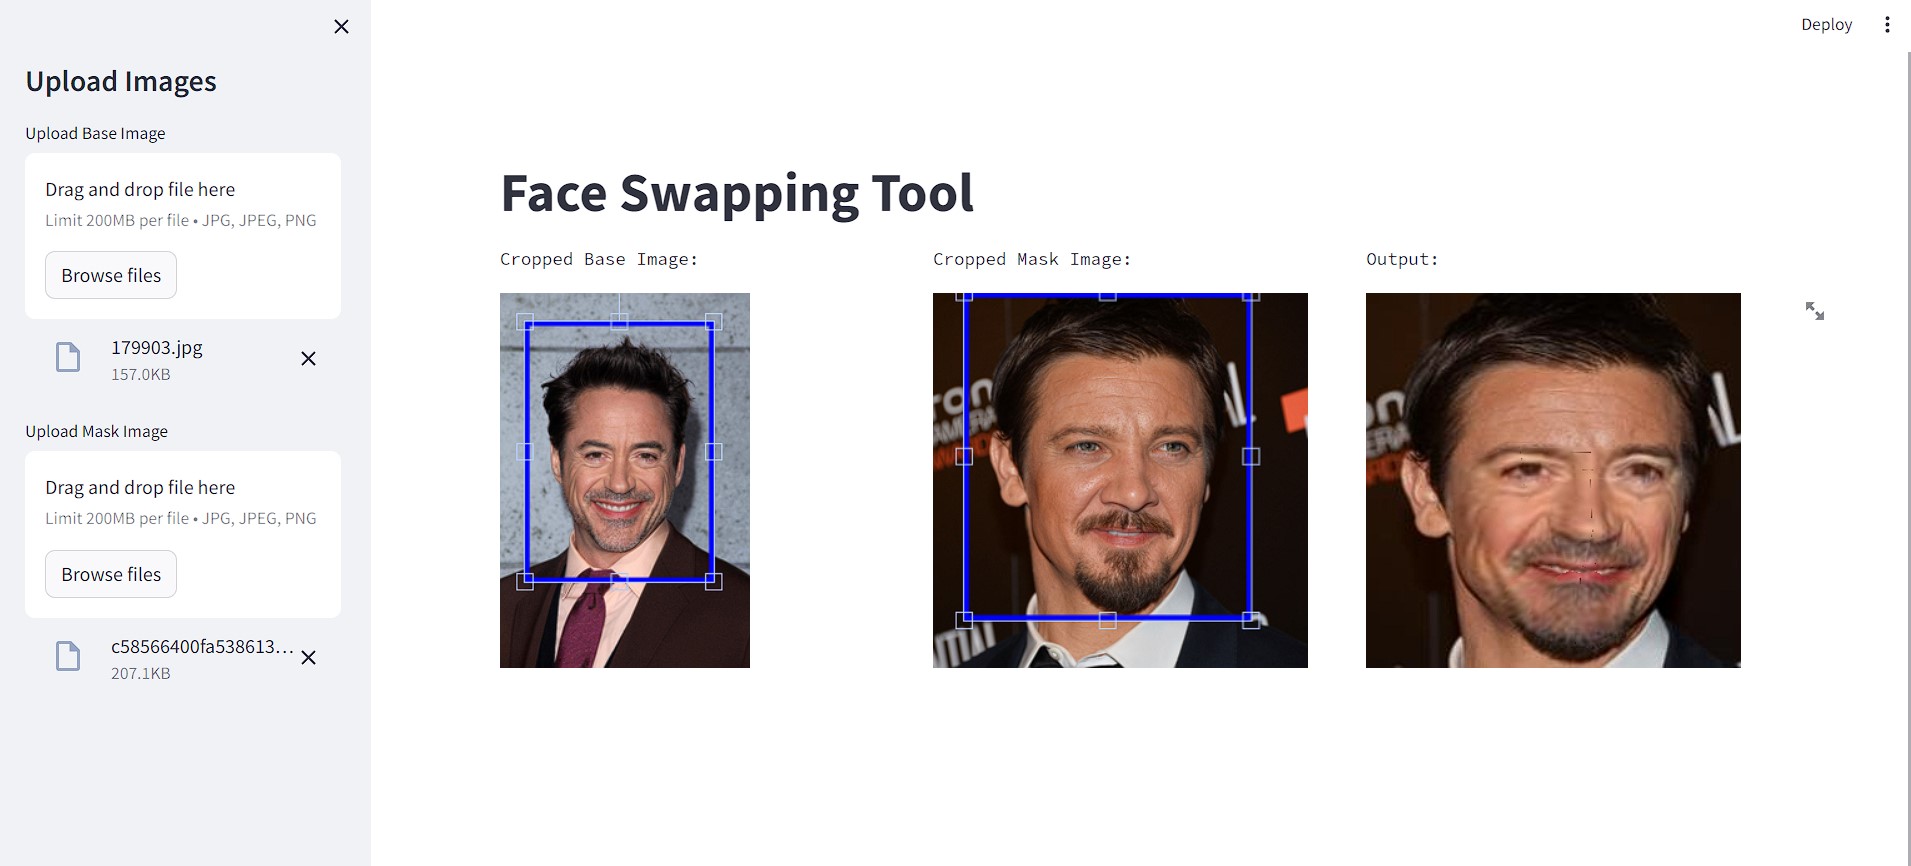 Deploy
Upload Images
Upload Base Image
Drag and drop file here
Limit 200MB per file • JPG, JPEG, PNG
Browse files
179903.jpg
157.0KB
Upload Mask Image
Drag and drop file here
Limit 200MB per file • JPG, JPEG, PNG
Browse files
c58566400fa538613...
207.1KB
Face Swapping Tool
Cropped Base Image:
Cropped Mask Image:
Output: